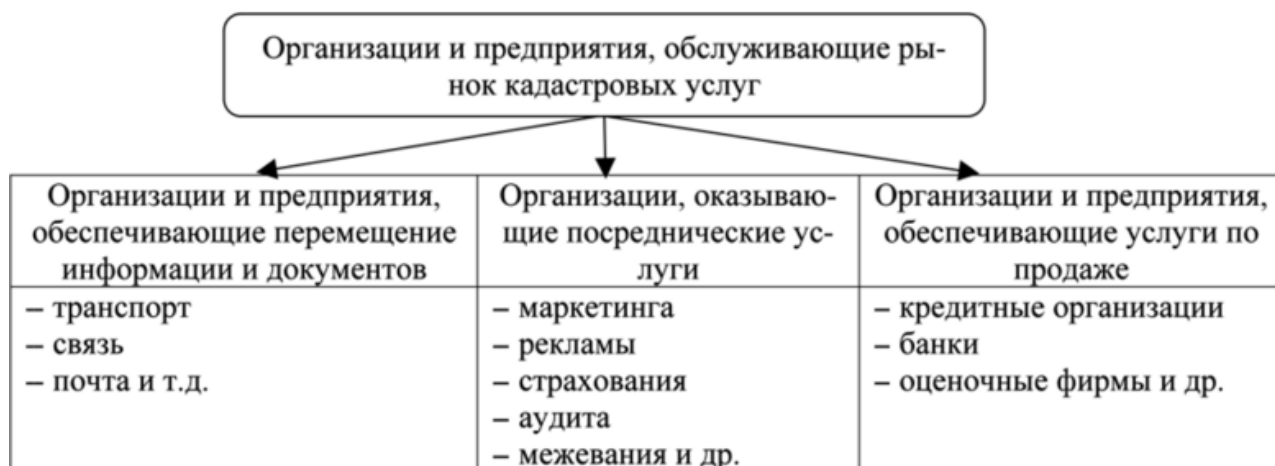 Организации и предприятия, обслуживающие ры-
нок кадастровых услуг
Организации и предприятия,
обеспечивающие перемещение
информации и документов
– транспорт
– связь
– почта и т.д.
Организации, оказываю-
щие посреднические ус-
луги
– маркетинга
– рекламы
– страхования
– аудита
– межевания и др.
Организации и предприятия,
обеспечивающие услуги по
продаже
– кредитные организации
– банки
– оценочные фирмы и др.